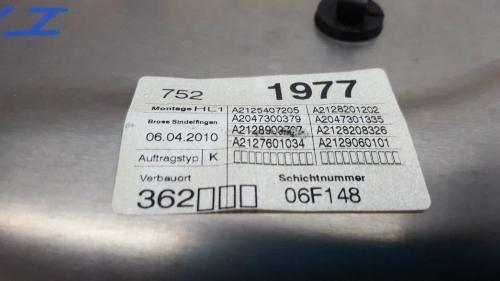 752 1977
Montage HL1 A2125407205 A2128201202
Brose Sindelfingen A2047300379 A2047301335
06.04.2010 A2128208326
Auftragstyp K A2127601034 A2129060101
Verbauort Schichtnummer
362 06F148